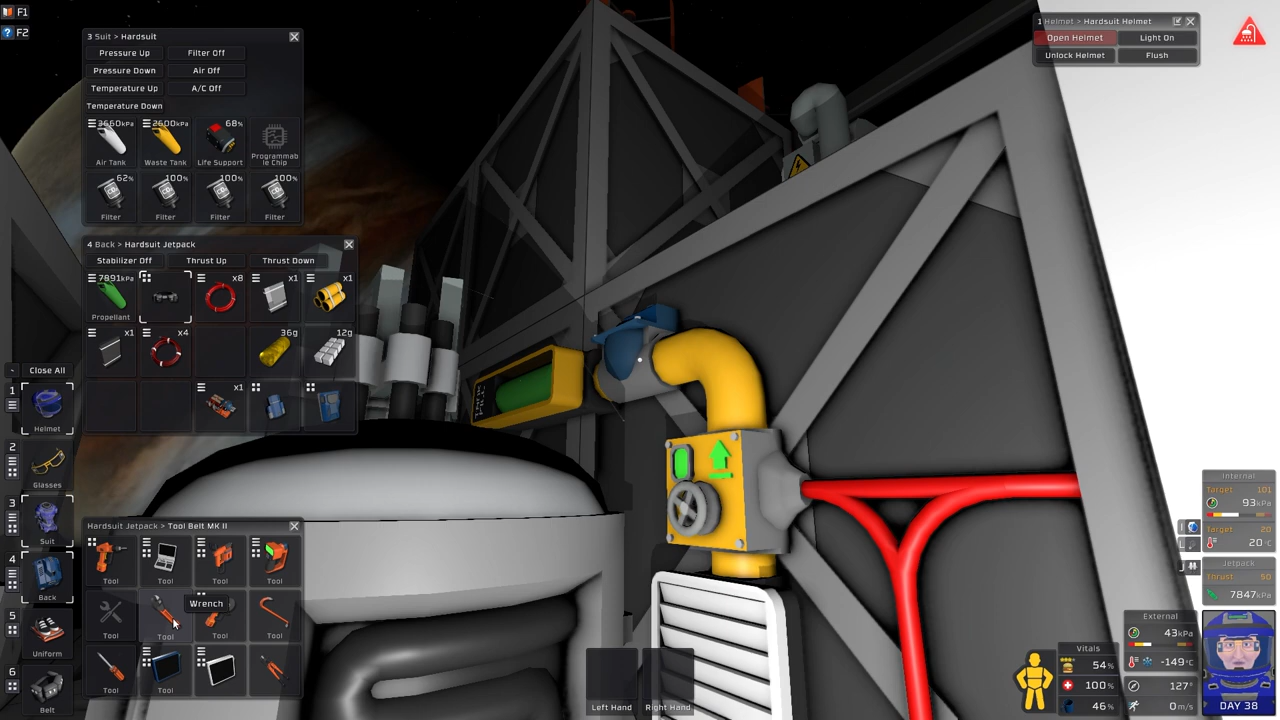 F1
F2
3 Suit > Hardsuit
Pressure Up
Filter Off
Pressure Down
Air Off
Temperature Up
A/C Off
Temperature Down
3660kPa
2600kPa
68%
Air Tank
Waste Tank
Life Support
Programmab
le Chip
62%
100%
100%
100%
Filter
Filter
Filter
Filter
4 Back > Hardsuit Jetpack
Stabilizer Off
Thrust Up
Thrust Down
7891kPa
x8
x1
x1
Propellant
x1
x4
36g
12g
x1
Close All
1
Helmet
2
Glasses
3
Suit
4
Back
5
Uniform
6
Belt
Hardsuit Jetpack > Tool Belt MK II
Tool
Tool
Tool
Tool
Wrench
Tool
Tool
Tool
Tool
Tool
Tool
Left Hand
Right Hand
1 Helmet > Hardsuit Helmet
Open Helmet
Light On
Unlock Helmet
Flush
Internal
Target 101
93kPa
Target 20
20°C
Jetpack
Thrust 50
7847kPa
External
43kPa
-149°C
127°
0m/s
Vitals
54%
100%
46%
DAY 38